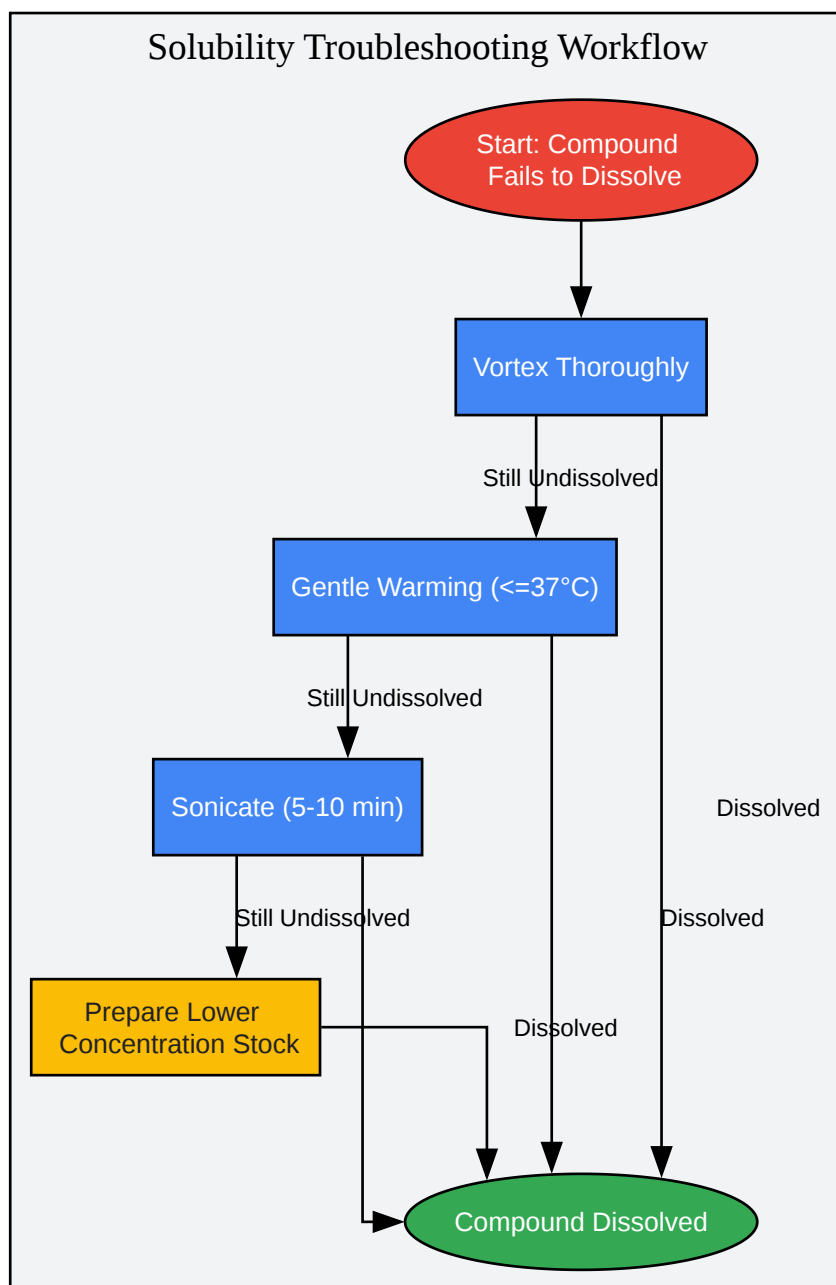 Solubility Troubleshooting Workflow
Start: Compound
Fails to Dissolve
Vortex Thoroughly
Still Undissolved
Gentle Warming (<=37°C)
Still Undissolved
Sonicate (5-10 min)
Dissolved
Still Undissolved
Dissolved
Prepare Lower
Concentration Stock
Dissolved
Compound Dissolved